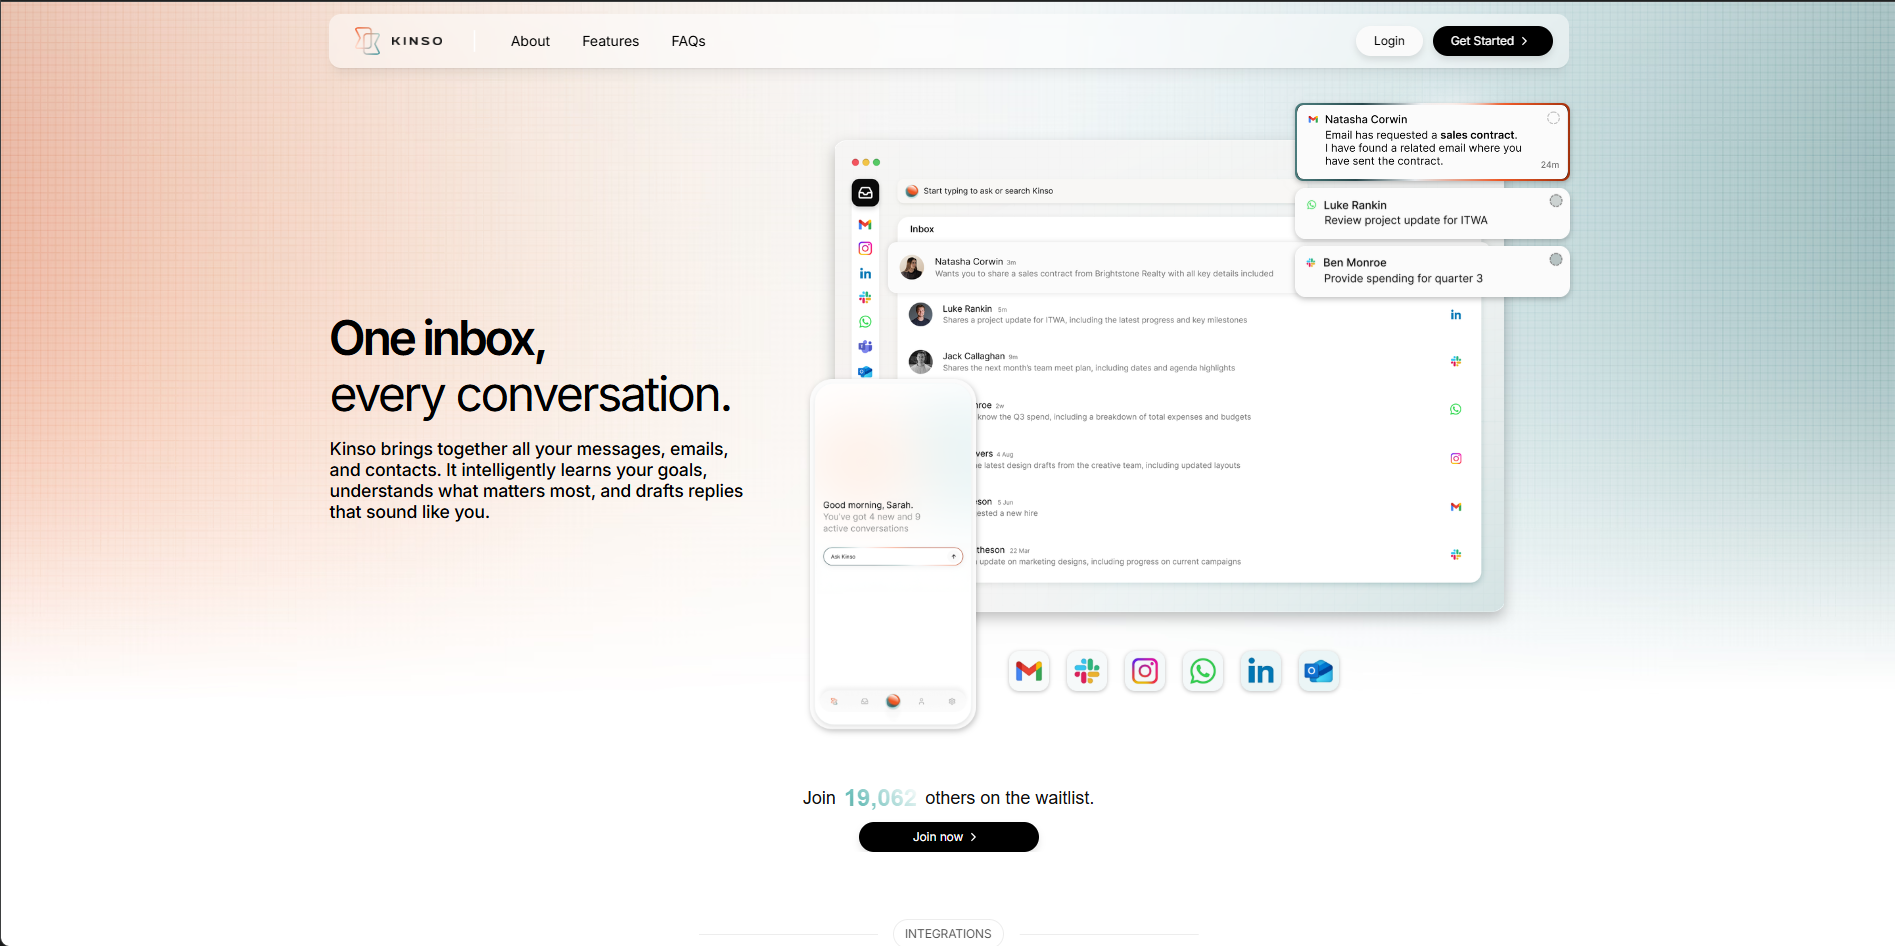 KINSO
About
Features
FAQs
Login
Get Started
One inbox,
every conversation.
Kinso brings together all your messages, emails,
and contacts. It intelligently learns your goals,
understands what matters most, and drafts replies
that sound like you.
Natasha Corwin
Email has requested a sales contract.
I have found a related email where you
have sent the contract.
24m
Luke Rankin
Review project update for ITWA
Ben Monroe
Provide spending for quarter 3
Start typing to ask or search Kinso
Inbox
Natasha Corwin 3m
Wants you to share a sales contract from Brightstone Realty with all key details included
Luke Rankin 5m
Shares a project update for ITWA, including the latest progress and key milestones
Jack Callaghan 9m
Shares the next month's team meet plan, including dates and agenda highlights
roe 2w
know the Q3 spend, including a breakdown of total expenses and budgets
vers 4 Aug
latest design drafts from the creative team, including updated layouts
son 5 Jun
ested a new hire
theson 22 Mar
update on marketing designs, including progress on current campaigns
Good morning, Sarah.
You've got 4 new and 9
active conversations
Ask Kinso
Join 19,062 others on the waitlist.
Join now
INTEGRATIONS